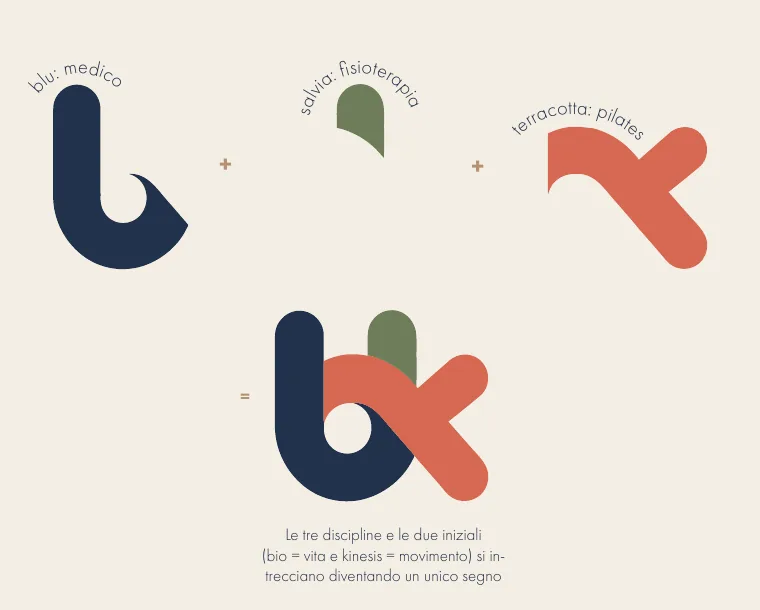 blu: medico
salvia: fisioterapia
terracotta: pilates
+
+
=
Le tre discipline e le due iniziali
(bio = vita e kinesis = movimento) si in-
trecciano diventando un unico segno